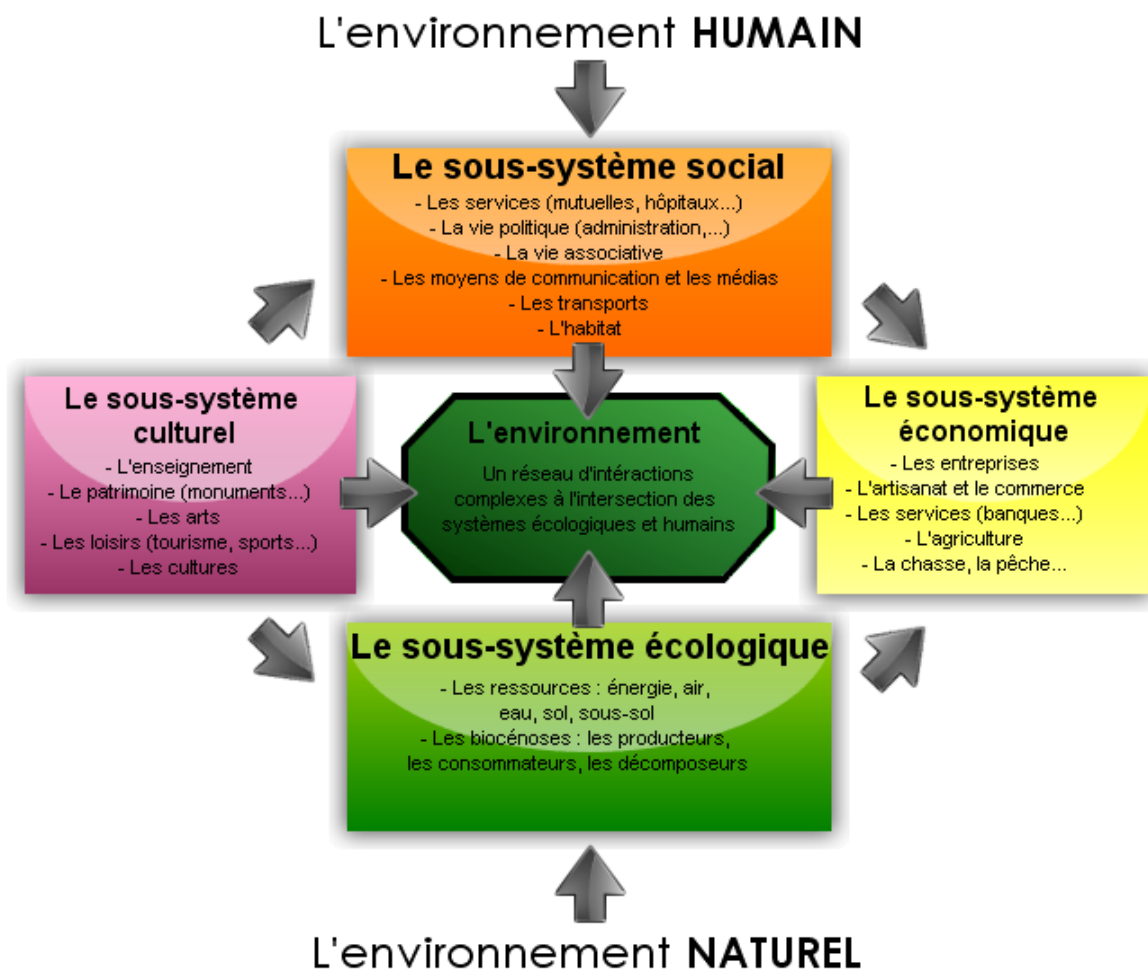 L'environnement HUMAIN
Le sous-système social
- Les services (mutuelles, hôpitaux...)
- La vie politique (administration,...)
- La vie associative
- Les moyens de communication et les médias
- Les transports
- L'habitat
Le sous-système
culturel
- L'enseignement
- Le patrimoine (monuments...)
- Les arts
- Les loisirs (tourisme, sports...)
- Les cultures
L'environnement
Un réseau d'intéractions
complexes à l'intersection des
systèmes écologiques et humains
Le sous-système
économique
- Les entreprises
- L'artisanat et le commerce
- Les services (banques...)
- L'agriculture
- La chasse, la pêche...
Le sous-système écologique
- Les ressources : énergie, air,
eau, sol, sous-sol
- Les biocénoses : les producteurs,
les consommateurs, les décomposeurs
L'environnement NATUREL